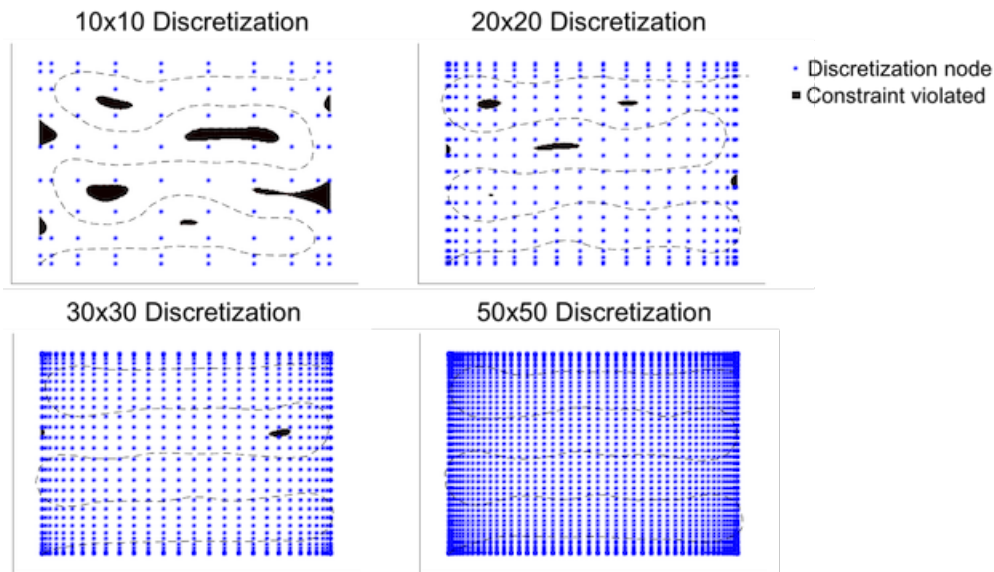 10x10 Discretization
20x20 Discretization
Discretization node
Constraint violated
30x30 Discretization
50x50 Discretization